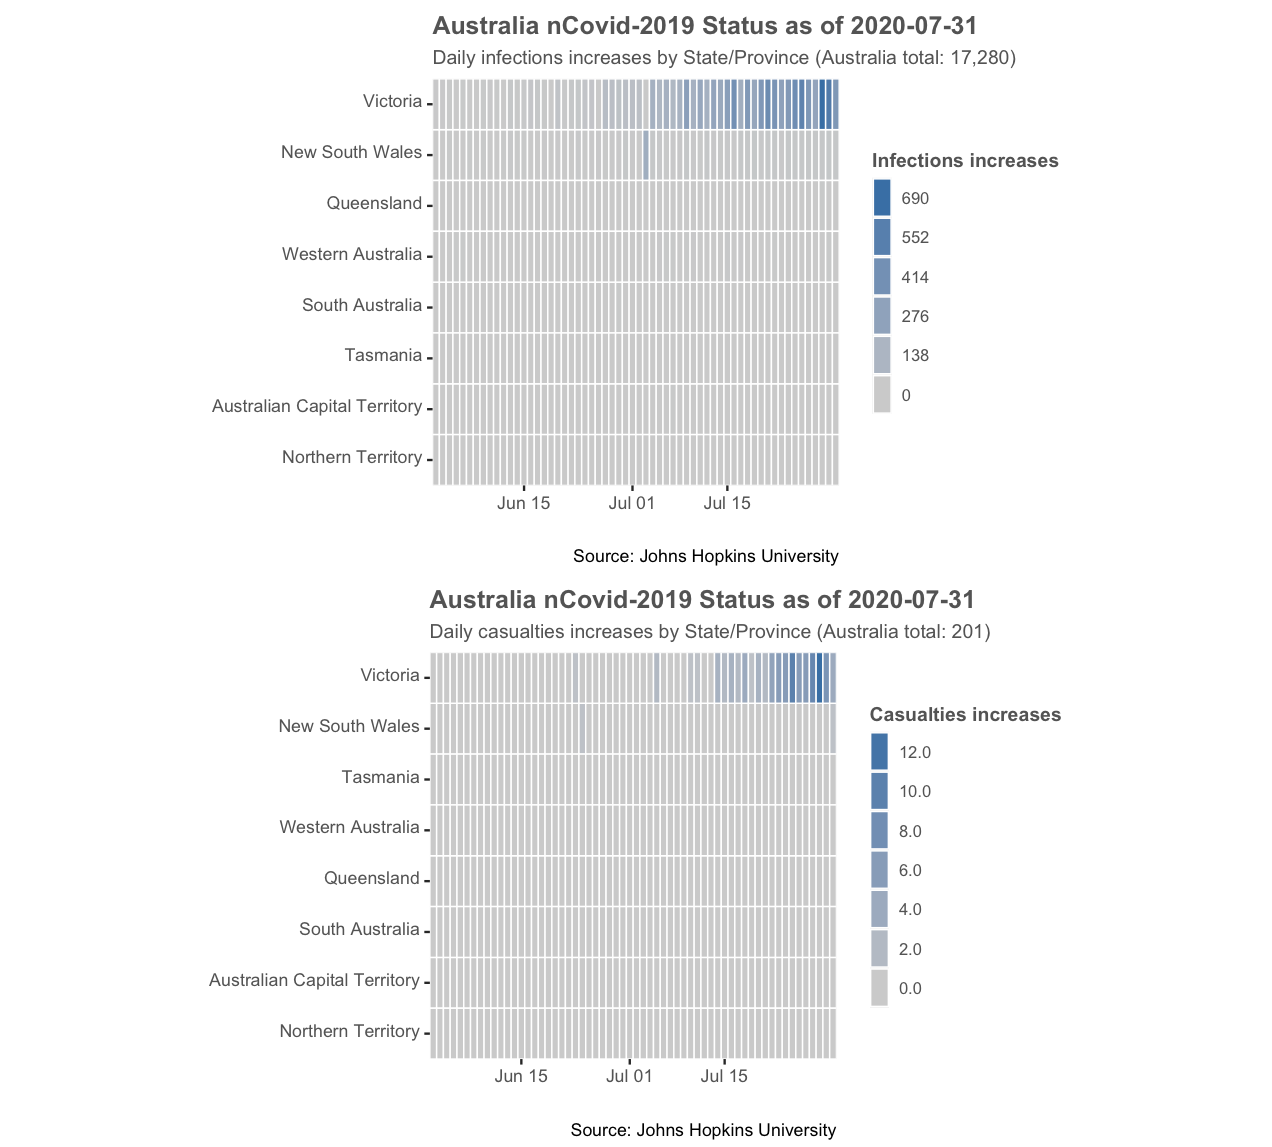 Australia nCovid-2019 Status as of 2020-07-31
Daily infections increases by State/Province (Australia total: 17,280)
Victoria
New South Wales
Queensland
Western Australia
South Australia
Tasmania
Australian Capital Territory
Northern Territory
Jun 15 Jul 01 Jul 15
Infections increases
690
552
414
276
138
0
Source: Johns Hopkins University
Australia nCovid-2019 Status as of 2020-07-31
Daily casualties increases by State/Province (Australia total: 201)
Victoria
New South Wales
Tasmania
Western Australia
Queensland
South Australia
Australian Capital Territory
Northern Territory
Jun 15 Jul 01 Jul 15
Casualties increases
12.0
10.0
8.0
6.0
4.0
2.0
0.0
Source: Johns Hopkins University